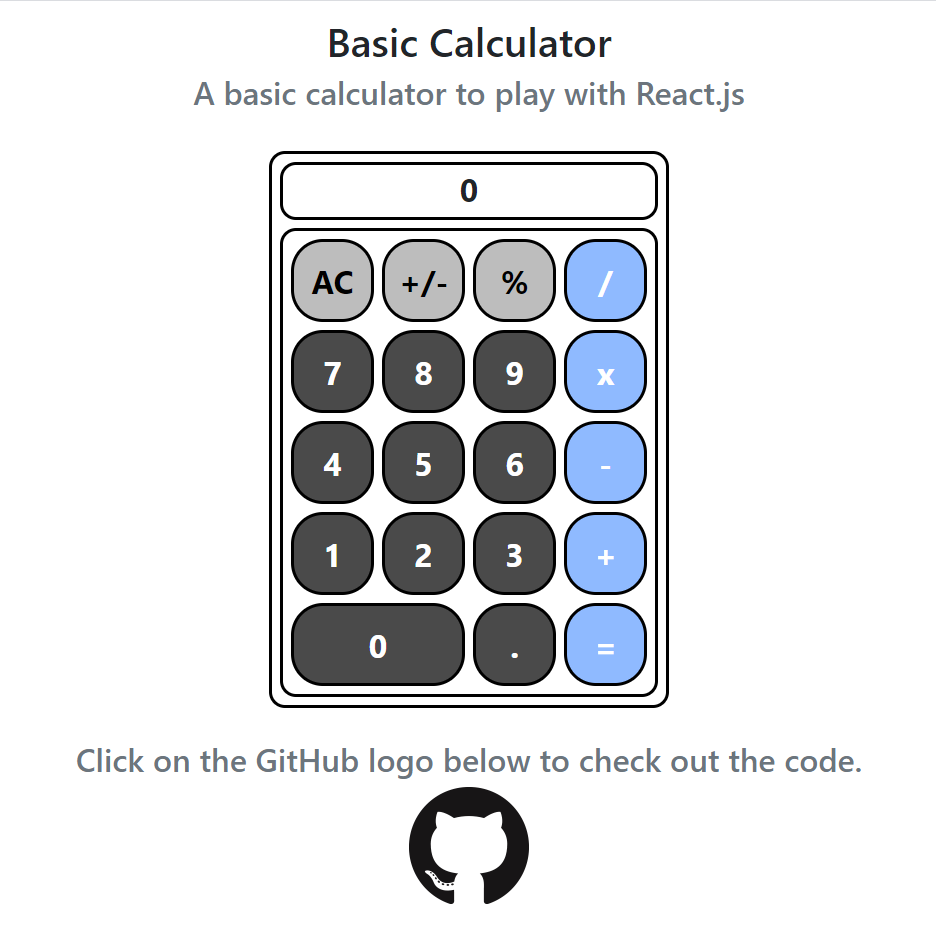 Basic Calculator
A basic calculator to play with React.js
0
AC +/- % /
7 8 9 x
4 5 6 -
1 2 3 +
0 . =
Click on the GitHub logo below to check out the code.